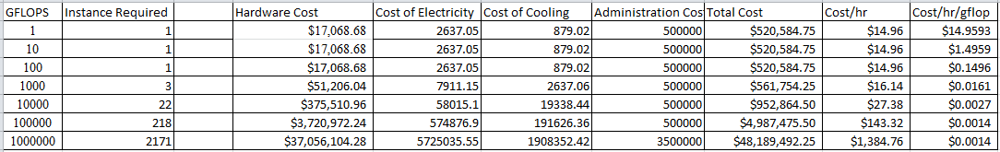 GFLOPS Instance Required Hardware Cost Cost of Electricity Cost of Cooling Administration Cos Total Cost Cost/hr Cost/hr/gflop
1 1 $17,068.68 2637.05 879.02 500000 $520,584.75 $14.96 $14.9593
10 1 $17,068.68 2637.05 879.02 500000 $520,584.75 $14.96 $1.4959
100 1 $17,068.68 2637.05 879.02 500000 $520,584.75 $14.96 $0.1496
1000 3 $51,206.04 7911.15 2637.06 500000 $561,754.25 $16.14 $0.0161
10000 22 $375,510.96 58015.1 19338.44 500000 $952,864.50 $27.38 $0.0027
100000 218 $3,720,972.24 574876.9 191626.36 500000 $4,987,475.50 $143.32 $0.0014
1000000 2171 $37,056,104.28 5725035.55 1908352.42 3500000 $48,189,492.25 $1,384.76 $0.0014